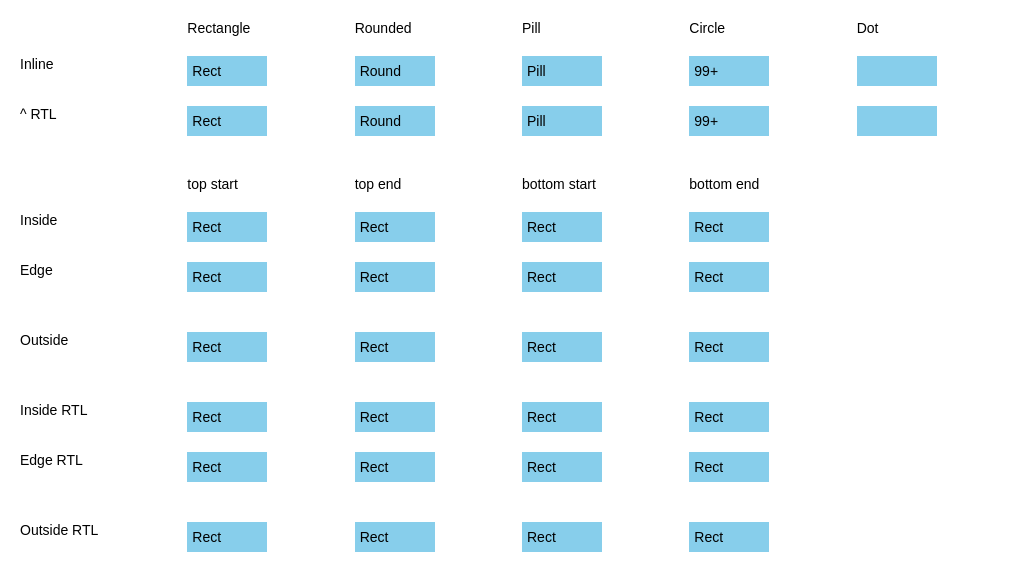 Rectangle Rounded Pill Circle Dot
Inline Rect Round Pill 99+
^ RTL Rect Round Pill 99+
top start top end bottom start bottom end
Inside Rect Rect Rect Rect
Edge Rect Rect Rect Rect
Outside Rect Rect Rect Rect
Inside RTL Rect Rect Rect Rect
Edge RTL Rect Rect Rect Rect
Outside RTL Rect Rect Rect Rect